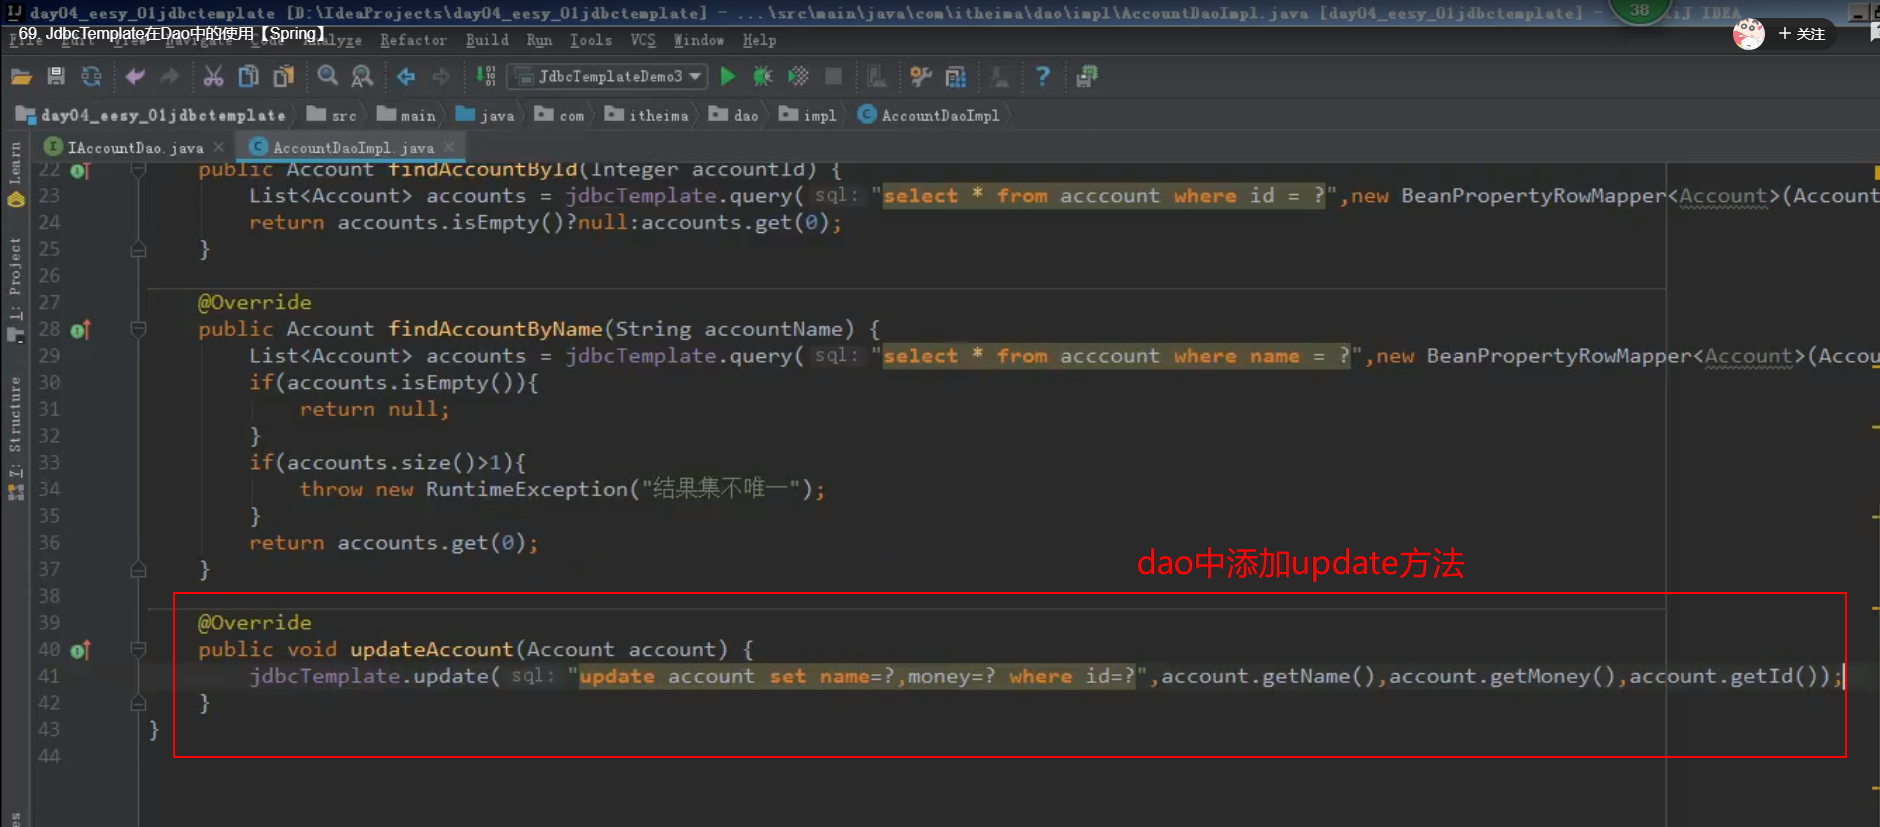 day04_eesy_01jdbctemplate [D:\IdeaProjects\day04_eesy_01jdbctemplate] - ...\src\main\java\com\itheima\dao\impl\AccountDaoImpl.java [day04_eesy_01jdbctemplate] - IJ IDEA
38
69. JdbcTemplate在Dao中的使用【Spring】
+ 关注
File Edit View Navigate Code Analyze Refactor Build Run Tools VCS Window Help
JdbcTemplateDemo3
day04_eesy_01jdbctemplate src main java com itheima dao impl AccountDaoImpl
IAccountDao.java AccountDaoImpl.java
Learn
1: Project
7: Structure
22 public Account findAccountById(Integer accountId) {
23 List<Account> accounts = jdbcTemplate.query( sql: "select * from acccount where id = ?",new BeanPropertyRowMapper<Account>(Account
24 return accounts.isEmpty()?null:accounts.get(0);
25 }
26
27 @Override
28 public Account findAccountByName(String accountName) {
29 List<Account> accounts = jdbcTemplate.query( sql: "select * from acccount where name = ?",new BeanPropertyRowMapper<Account>(Accou
30 if(accounts.isEmpty()){
31 return null;
32 }
33 if(accounts.size()>1){
34 throw new RuntimeException("结果集不唯一");
35 }
36 return accounts.get(0);
37 }
dao中添加update方法
38
39 @Override
40 public void updateAccount(Account account) {
41 jdbcTemplate.update( sql: "update account set name=?,money=? where id=?",account.getName(),account.getMoney(),account.getId());
42 }
43 }
44